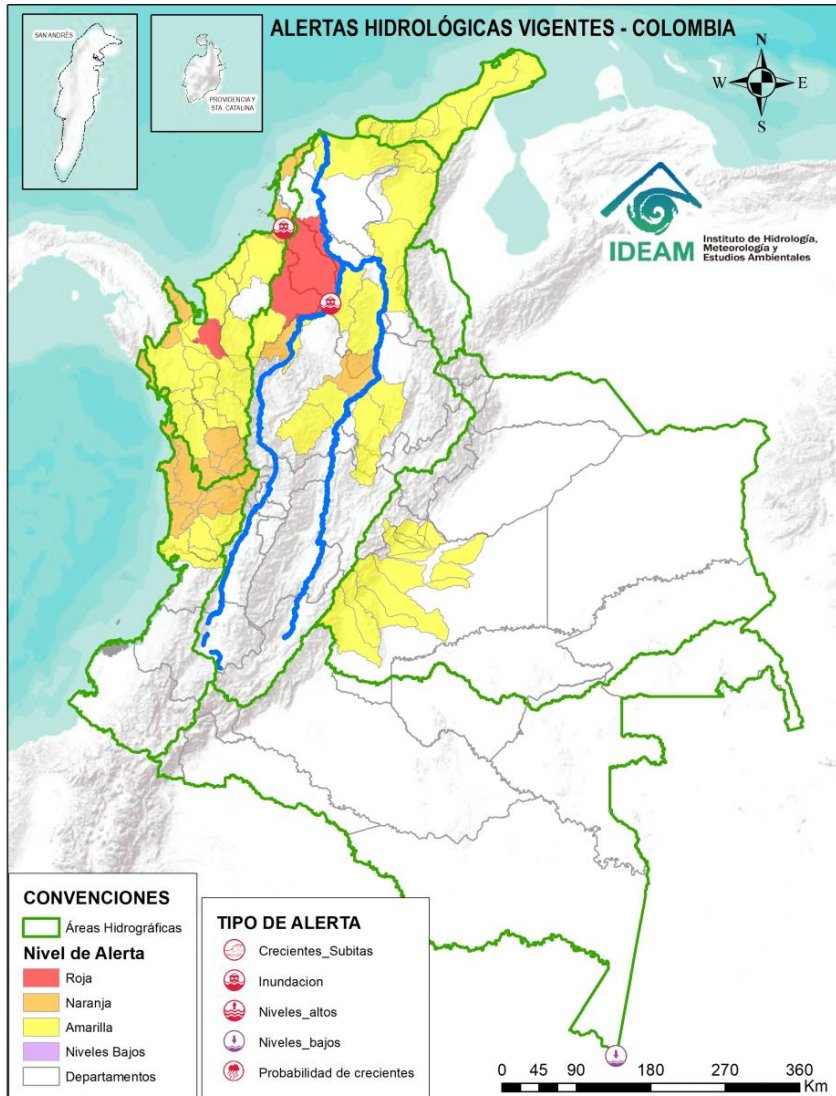 ALERTAS HIDROLÓGICAS VIGENTES - COLOMBIA
SAN ANDRÉS
PROVIDENCIA Y
STA. CATALINA
N
W
E
S
IDEAM
Instituto de Hidrología,
Meteorología y
Estudios Ambientales
CONVENCIONES
Áreas Hidrográficas
Nivel de Alerta
Roja
Naranja
Amarilla
Niveles Bajos
Departamentos
TIPO DE ALERTA
Crecientes_Subitas
Inundacion
Niveles_altos
Niveles_bajos
Probabilidad de crecientes
0 45 90 180 270 360
Km